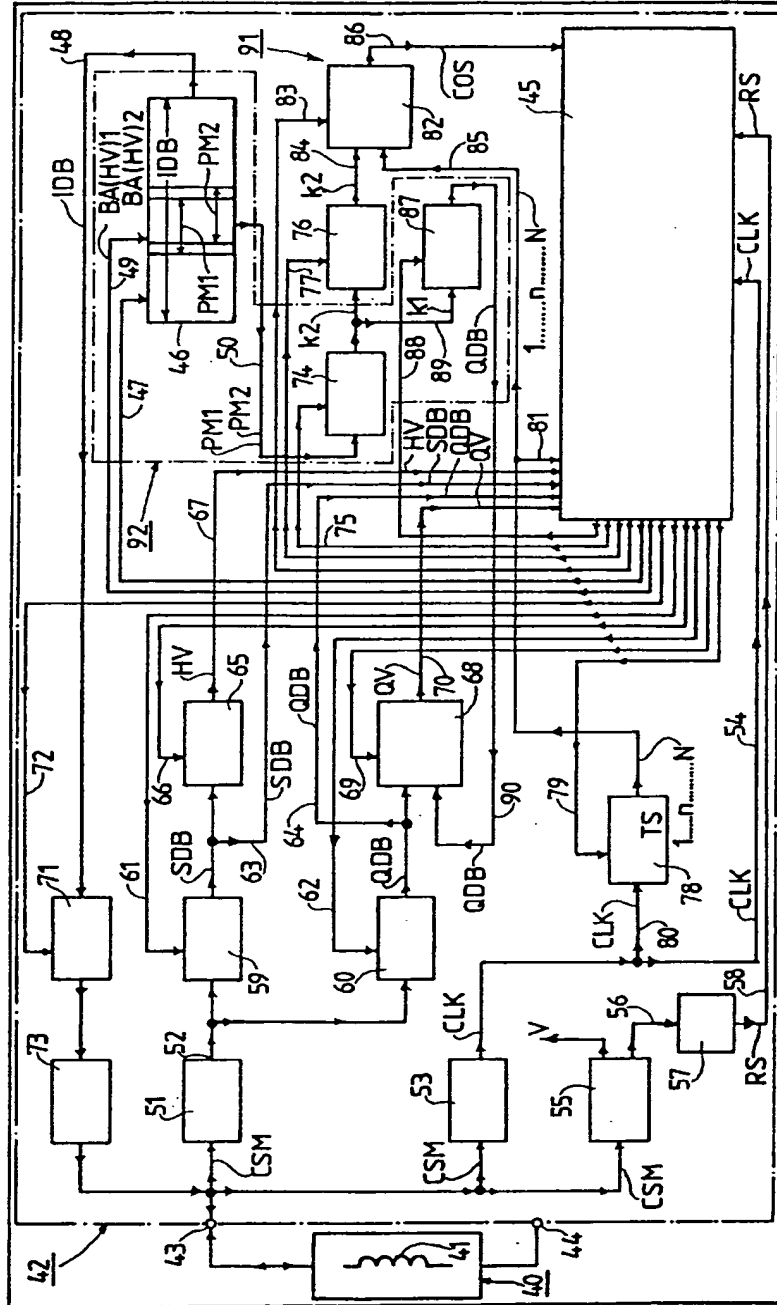 48
IDB
BA(HV)1
BA(HV)2
49
47
IDB
PM1
PM2
46
50
PM1
PM2
92
91
83
84
86
82
COS
85
k2
76
77
k2
74
87
k1
88
89
QDB
67
HV
SDB
QDB
QV
75
1..........n..........N
81
45
RS
CLK
72
71
73
61
66
HV
65
SDB
63
SDB
59
QDB
64
62
69
QV
70
68
QDB
60
QDB
90
52
51
CSM
79
N
TS
1....n.......N
78
CLK
80
54
CLK
CLK
53
CSM
V
56
55
57
58
RS
CSM
42
43
44
41
40